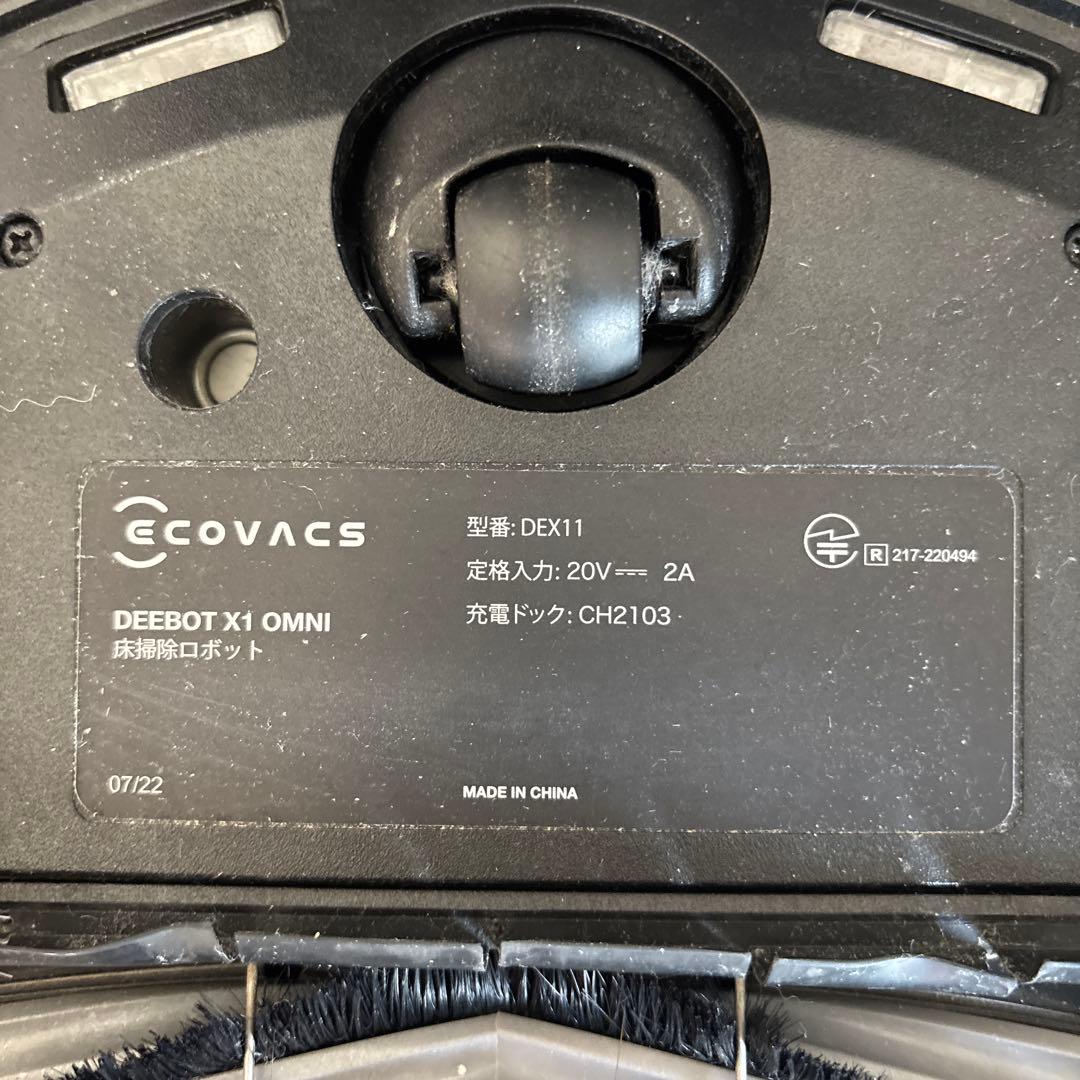 ECOVACS
DEEBOT X1 OMNI
床掃除ロボット
型番: DEX11
定格入力: 20V⎓ 2A
充電ドック: CH2103
R 217-220494
07/22
MADE IN CHINA